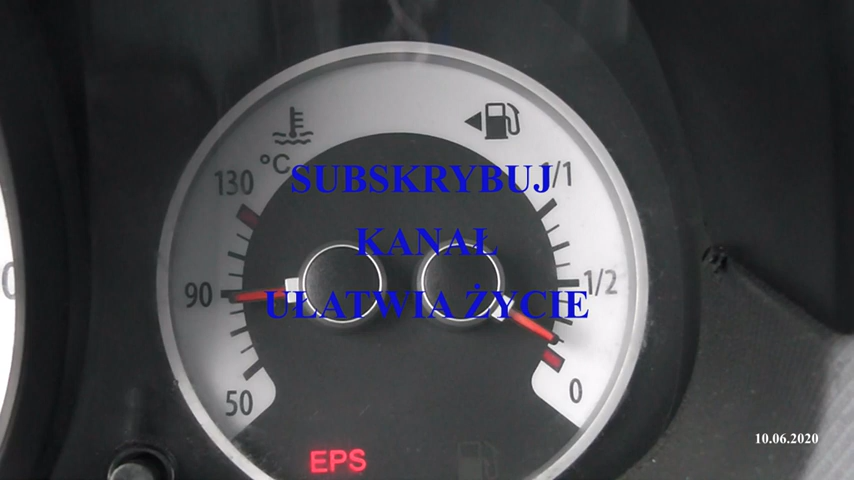 °C
130
1/1
SUBSKRYBUJ
KANAŁ
90
1/2
UŁATWIA ŻYCIE
50
0
EPS
10.06.2020